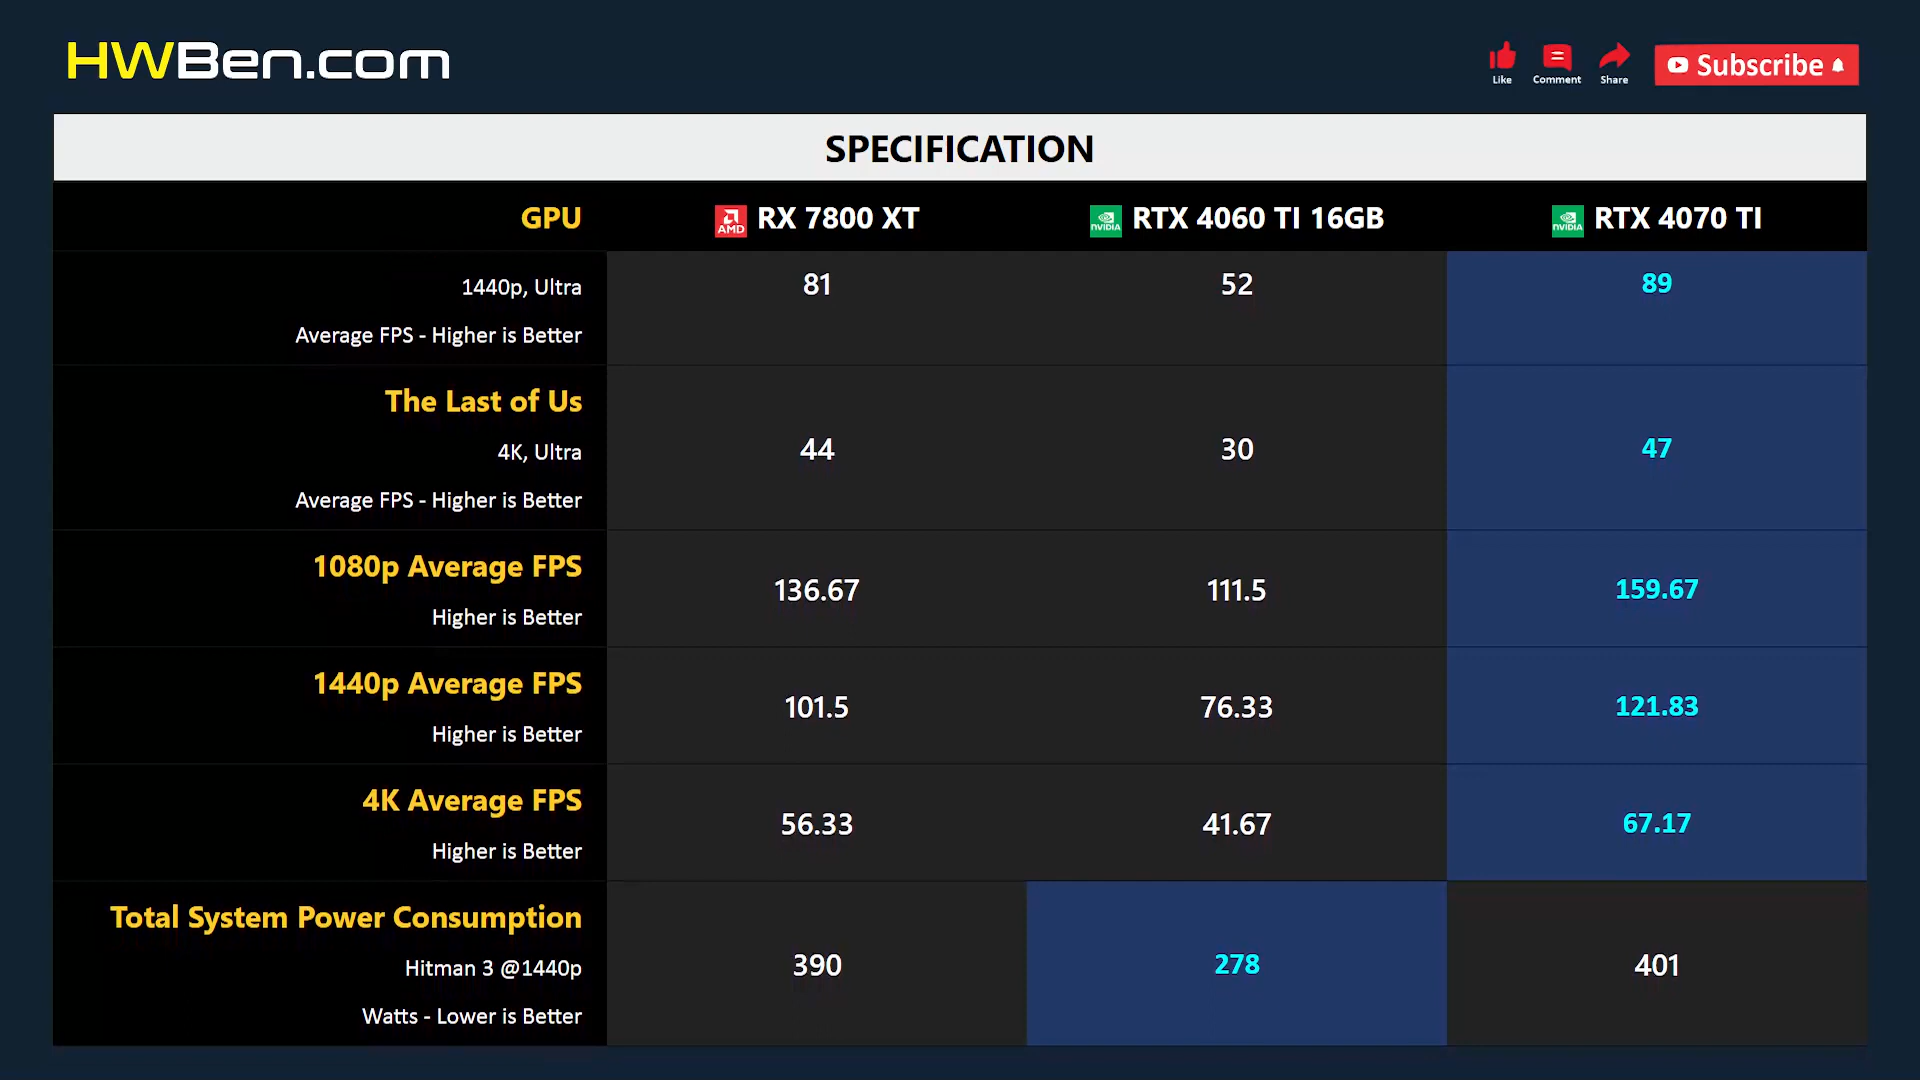 HWBen.com
Like
Comment
Share
Subscribe
SPECIFICATION
GPU
AMD
RX 7800 XT
NVIDIA
RTX 4060 TI 16GB
NVIDIA
RTX 4070 TI
1440p, Ultra
Average FPS - Higher is Better
81
52
89
The Last of Us
4K, Ultra
Average FPS - Higher is Better
44
30
47
1080p Average FPS
Higher is Better
136.67
111.5
159.67
1440p Average FPS
Higher is Better
101.5
76.33
121.83
4K Average FPS
Higher is Better
56.33
41.67
67.17
Total System Power Consumption
Hitman 3 @1440p
Watts - Lower is Better
390
278
401